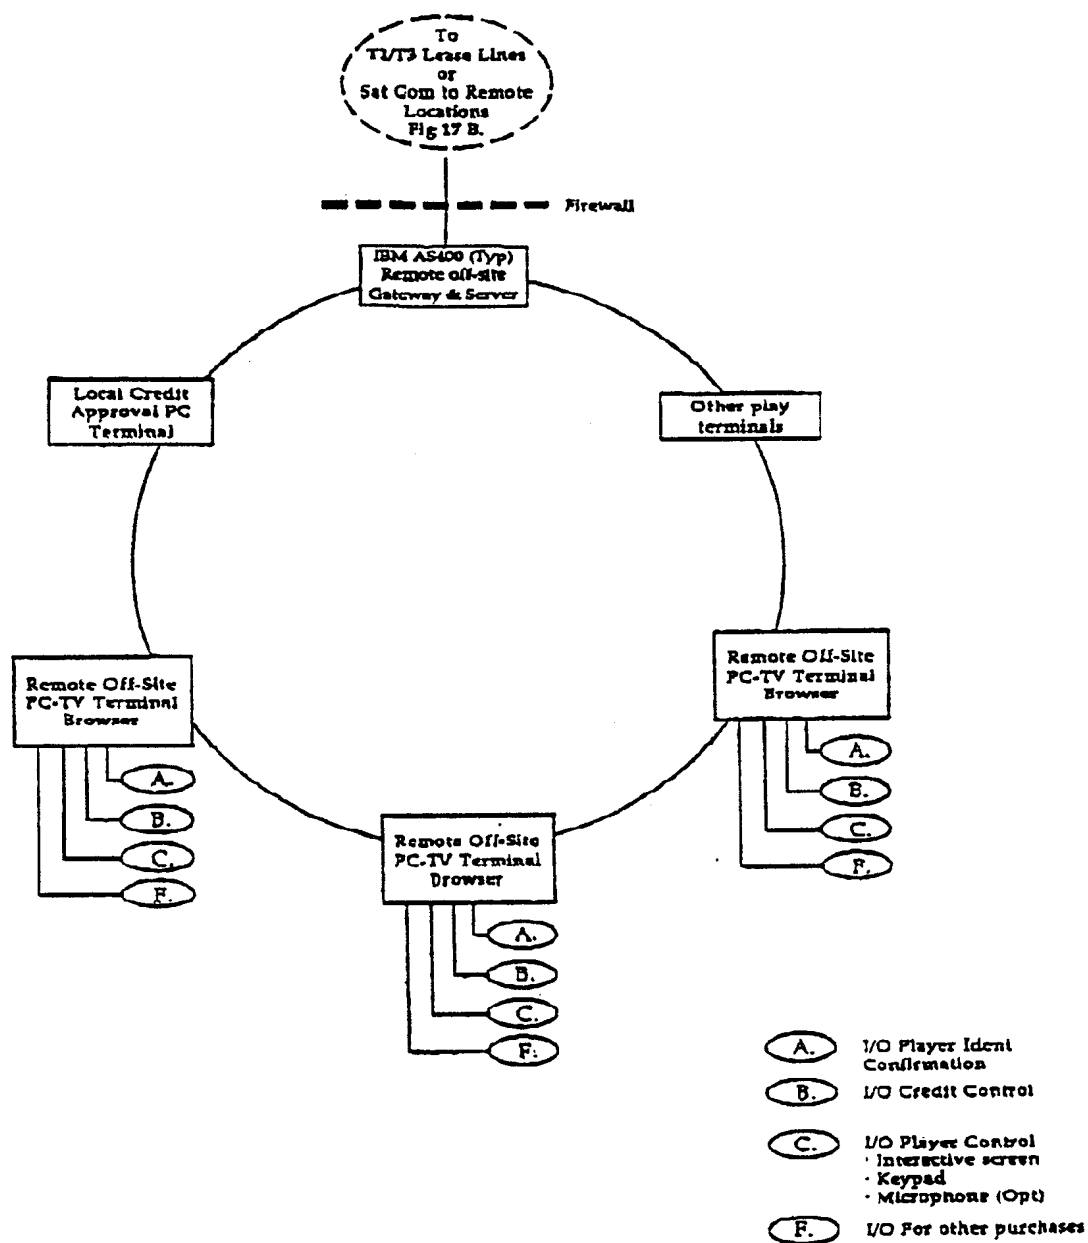 To
T1/T3 Lease Lines
or
Sat Com to Remote
Locations
Fig 17 B.
Firewall
IBM AS400 (Typ)
Remote off-site
Gateway & Server
Local Credit
Approval PC
Terminal
Other play
terminals
Remote Off-Site
PC-TV Terminal
Browser
A.
B.
C.
F.
Remote Off-Site
PC-TV Terminal
Browser
A.
B.
C.
F.
Remote Off-Site
PC-TV Terminal
Browser
A.
B.
C.
F.
A. I/O Player Ident
Confirmation
B. I/O Credit Control
C. I/O Player Control
· Interactive screen
· Keypad
· Microphone (Opt)
F. I/O For other purchases